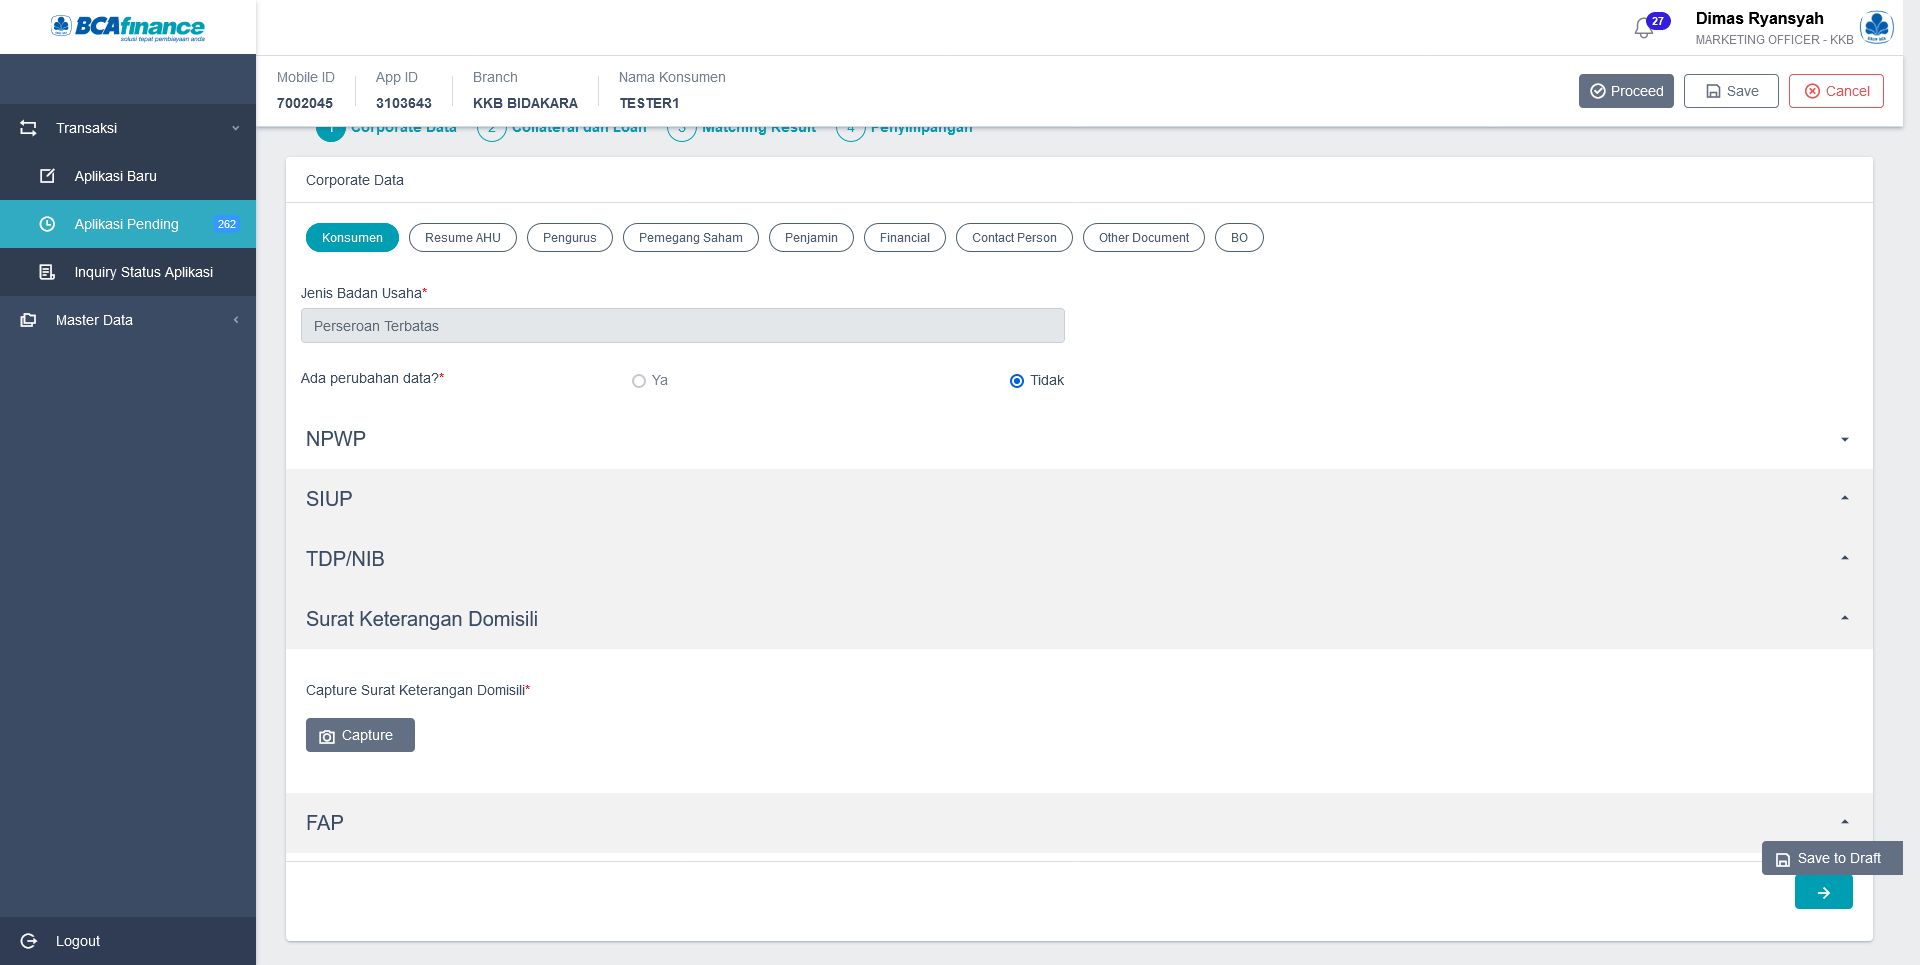 BCAfinance
solusi tepat pembiayaan anda
27
Dimas Ryansyah
MARKETING OFFICER - KKB
Mobile ID
7002045
App ID
3103643
Branch
KKB BIDAKARA
Nama Konsumen
TESTER1
Proceed
Save
Cancel
Transaksi
Aplikasi Baru
Aplikasi Pending 262
Inquiry Status Aplikasi
Master Data
Logout
1 Corporate Data 2 Collateral dan Loan 3 Matching Result 4 Penyimpangan
Corporate Data
Konsumen Resume AHU Pengurus Pemegang Saham Penjamin Financial Contact Person Other Document BO
Jenis Badan Usaha*
Perseroan Terbatas
Ada perubahan data?* Ya Tidak
NPWP
SIUP
TDP/NIB
Surat Keterangan Domisili
Capture Surat Keterangan Domisili*
Capture
FAP
Save to Draft